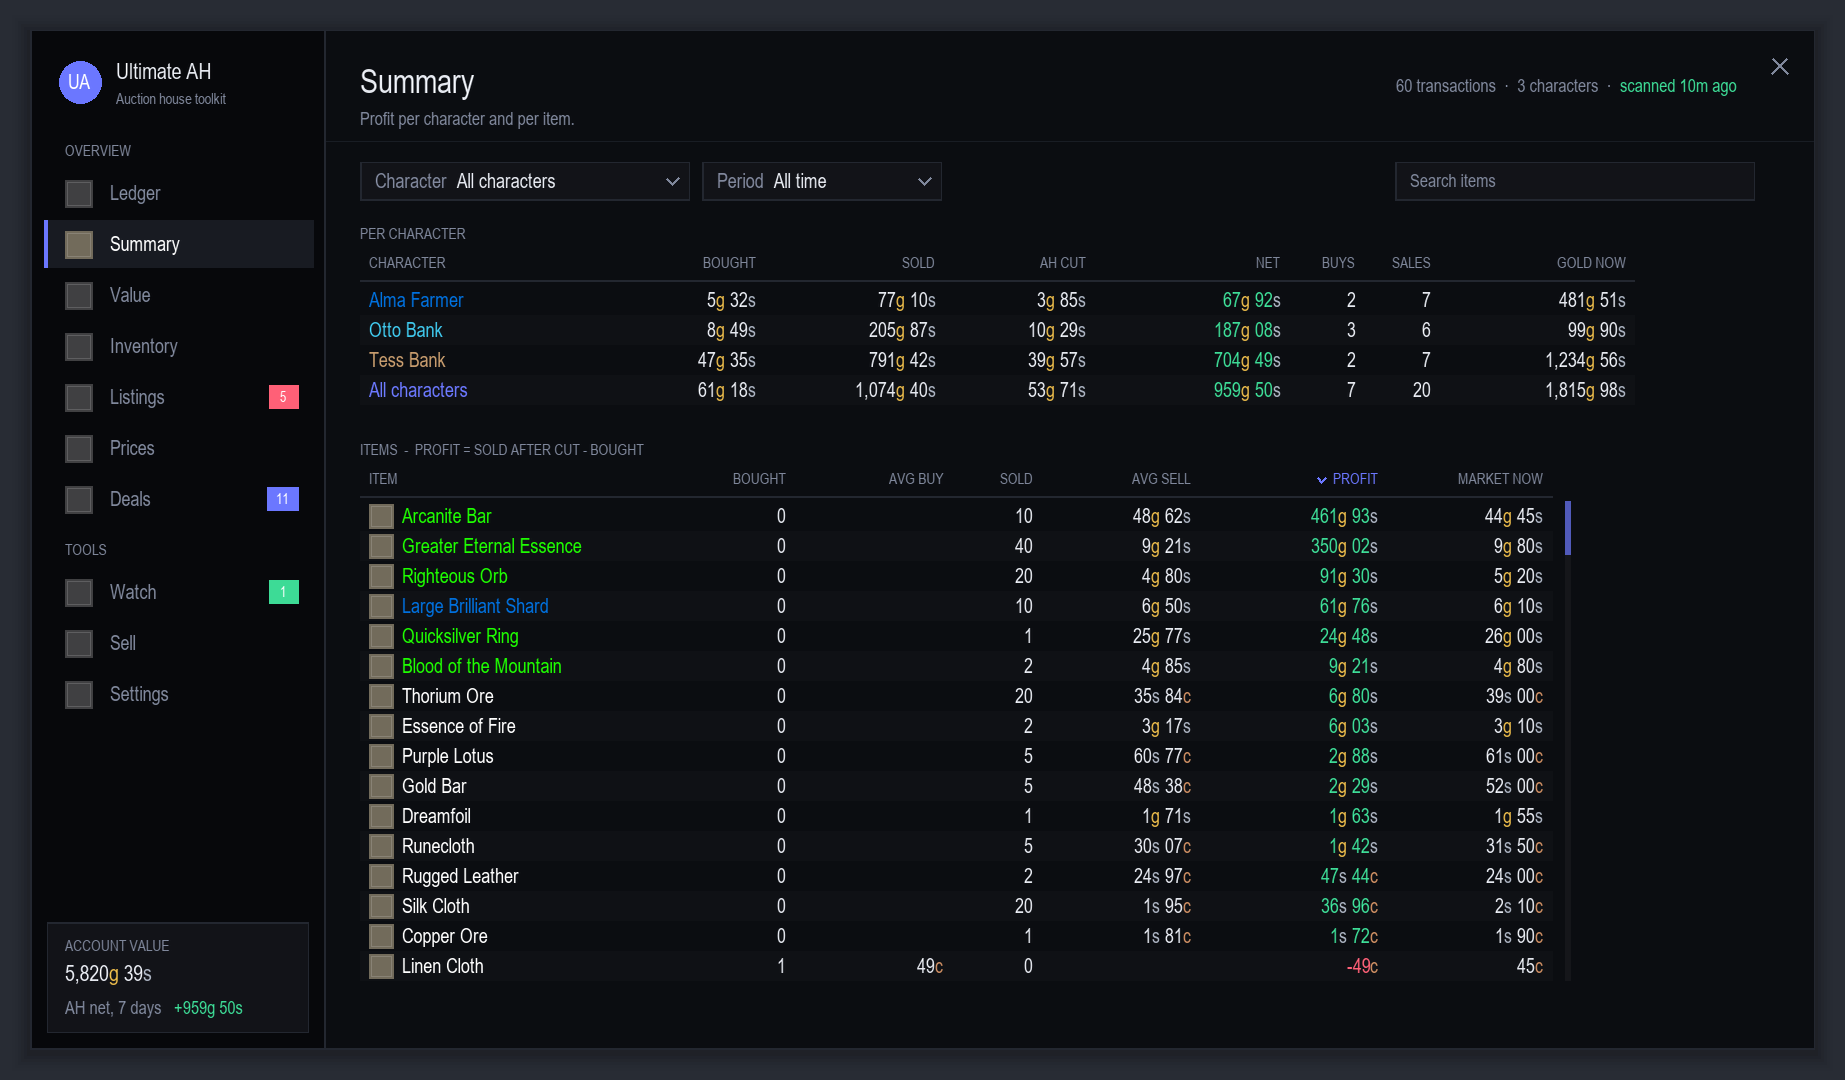 UA
Ultimate AH
Auction house toolkit
OVERVIEW
Ledger
Summary
Value
Inventory
Listings 5
Prices
Deals 11
TOOLS
Watch 1
Sell
Settings
ACCOUNT VALUE
5,820g 39s
AH net, 7 days +959g 50s
Summary
Profit per character and per item.
60 transactions · 3 characters · scanned 10m ago
Character All characters Period All time Search items
PER CHARACTER
CHARACTER BOUGHT SOLD AH CUT NET BUYS SALES GOLD NOW
Alma Farmer 5g 32s 77g 10s 3g 85s 67g 92s 2 7 481g 51s
Otto Bank 8g 49s 205g 87s 10g 29s 187g 08s 3 6 99g 90s
Tess Bank 47g 35s 791g 42s 39g 57s 704g 49s 2 7 1,234g 56s
All characters 61g 18s 1,074g 40s 53g 71s 959g 50s 7 20 1,815g 98s
ITEMS - PROFIT = SOLD AFTER CUT - BOUGHT
ITEM BOUGHT AVG BUY SOLD AVG SELL PROFIT MARKET NOW
Arcanite Bar 0 10 48g 62s 461g 93s 44g 45s
Greater Eternal Essence 0 40 9g 21s 350g 02s 9g 80s
Righteous Orb 0 20 4g 80s 91g 30s 5g 20s
Large Brilliant Shard 0 10 6g 50s 61g 76s 6g 10s
Quicksilver Ring 0 1 25g 77s 24g 48s 26g 00s
Blood of the Mountain 0 2 4g 85s 9g 21s 4g 80s
Thorium Ore 0 20 35s 84c 6g 80s 39s 00c
Essence of Fire 0 2 3g 17s 6g 03s 3g 10s
Purple Lotus 0 5 60s 77c 2g 88s 61s 00c
Gold Bar 0 5 48s 38c 2g 29s 52s 00c
Dreamfoil 0 1 1g 71s 1g 63s 1g 55s
Runecloth 0 5 30s 07c 1g 42s 31s 50c
Rugged Leather 0 2 24s 97c 47s 44c 24s 00c
Silk Cloth 0 20 1s 95c 36s 96c 2s 10c
Copper Ore 0 1 1s 81c 1s 72c 1s 90c
Linen Cloth 1 49c 0 -49c 45c